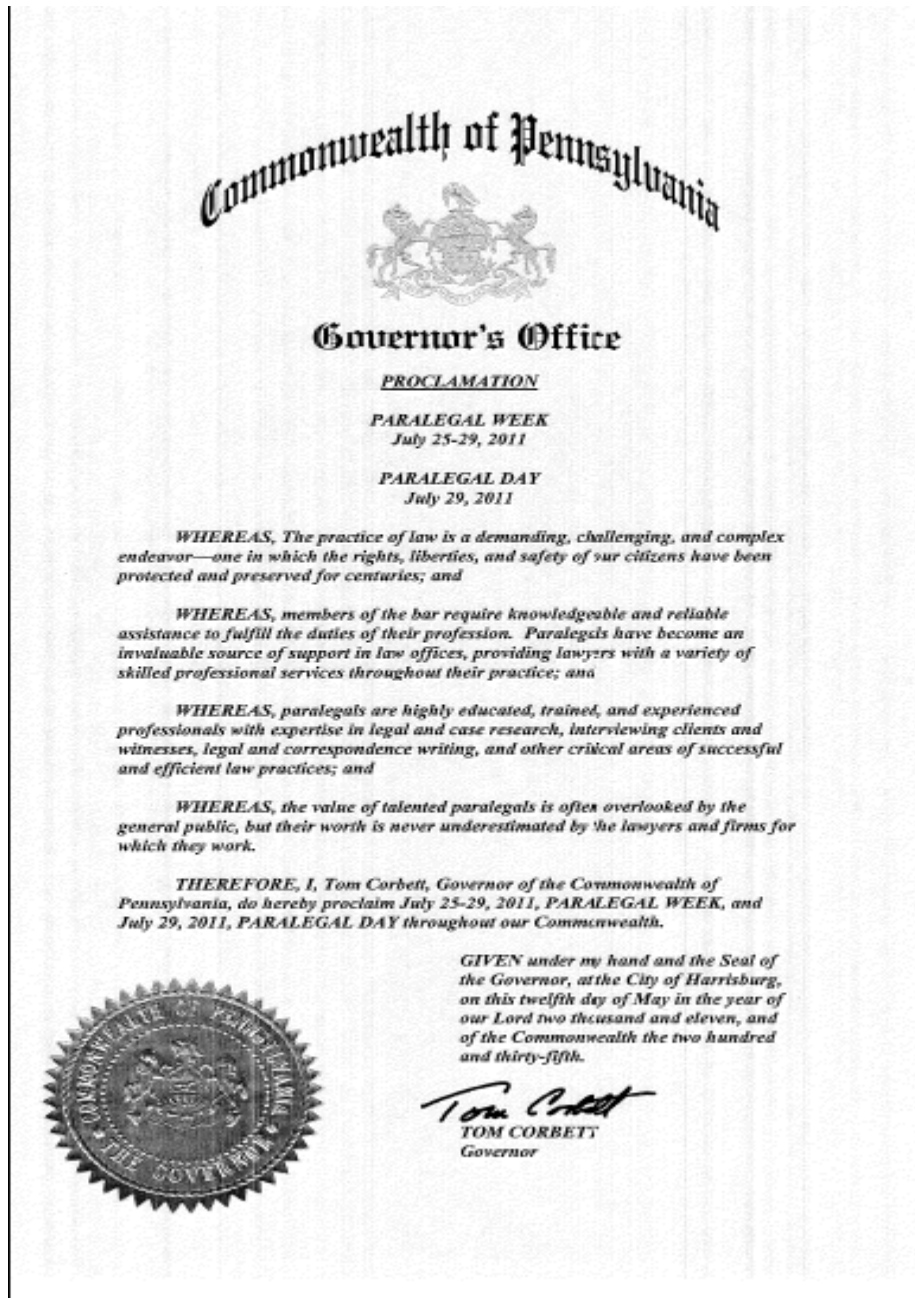 Commonwealth of Pennsylvania
Governor's Office
PROCLAMATION
PARALEGAL WEEK
July 25-29, 2011
PARALEGAL DAY
July 29, 2011
WHEREAS, The practice of law is a demanding, challenging, and complex
endeavor—one in which the rights, liberties, and safety of our citizens have been
protected and preserved for centuries; and
WHEREAS, members of the bar require knowledgeable and reliable
assistance to fulfill the duties of their profession. Paralegals have become an
invaluable source of support in law offices, providing lawyers with a variety of
skilled professional services throughout their practice; and
WHEREAS, paralegals are highly educated, trained, and experienced
professionals with expertise in legal and case research, interviewing clients and
witnesses, legal and correspondence writing, and other critical areas of successful
and efficient law practices; and
WHEREAS, the value of talented paralegals is often overlooked by the
general public, but their worth is never underestimated by the lawyers and firms for
which they work.
THEREFORE, I, Tom Corbett, Governor of the Commonwealth of
Pennsylvania, do hereby proclaim July 25-29, 2011, PARALEGAL WEEK, and
July 29, 2011, PARALEGAL DAY throughout our Commonwealth.
GIVEN under my hand and the Seal of
the Governor, at the City of Harrisburg,
on this twelfth day of May in the year of
our Lord two thousand and eleven, and
of the Commonwealth the two hundred
and thirty-fifth.
Tom Corbett
TOM CORBETT
Governor
COMMONWEALTH OF PENNSYLVANIA
THE GOVERNOR